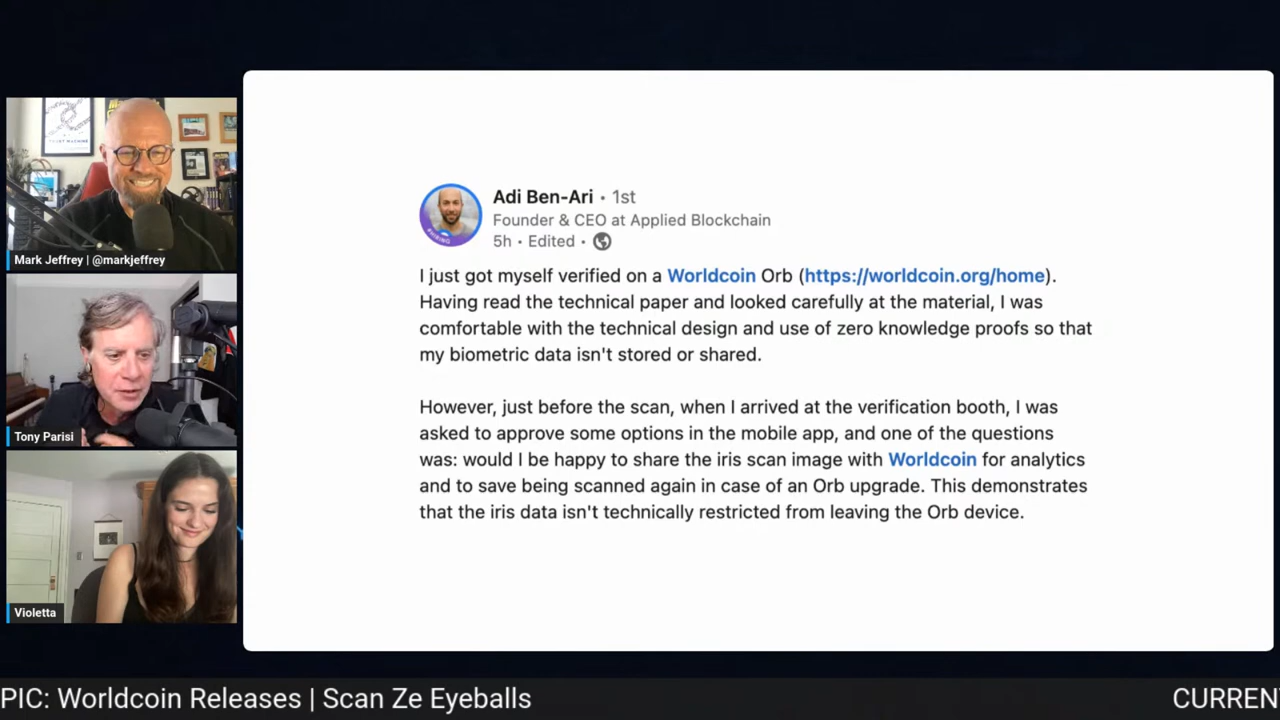 Mark Jeffrey | @markjeffrey
Tony Parisi
Violetta
Adi Ben-Ari • 1st
Founder & CEO at Applied Blockchain
5h • Edited •
#HIRING
I just got myself verified on a Worldcoin Orb (https://worldcoin.org/home).
Having read the technical paper and looked carefully at the material, I was
comfortable with the technical design and use of zero knowledge proofs so that
my biometric data isn't stored or shared.
However, just before the scan, when I arrived at the verification booth, I was
asked to approve some options in the mobile app, and one of the questions
was: would I be happy to share the iris scan image with Worldcoin for analytics
and to save being scanned again in case of an Orb upgrade. This demonstrates
that the iris data isn't technically restricted from leaving the Orb device.
PIC: Worldcoin Releases | Scan Ze Eyeballs
CURREN